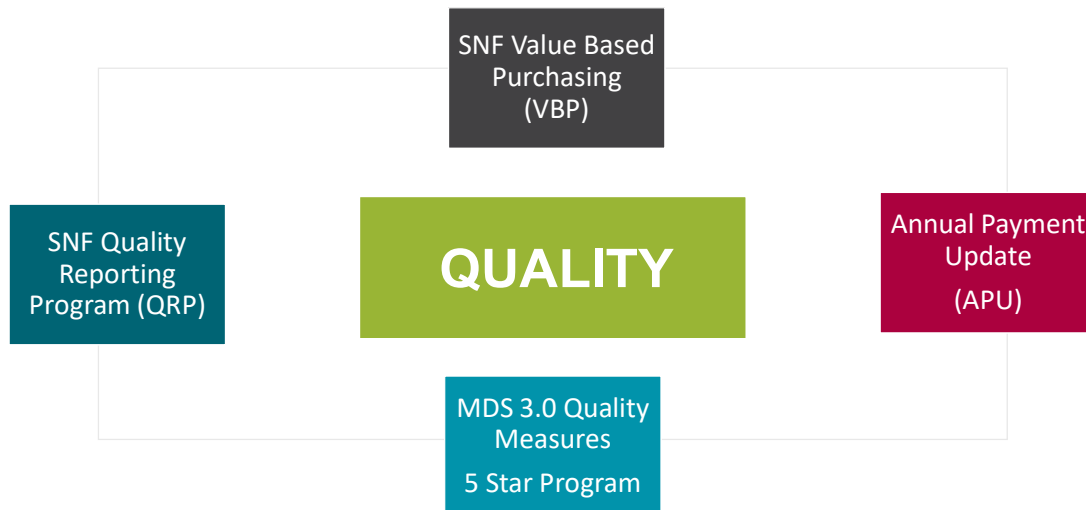 SNF Value Based
Purchasing
(VBP)
SNF Quality
Reporting
Program (QRP)
QUALITY
Annual Payment
Update
(APU)
MDS 3.0 Quality
Measures
5 Star Program